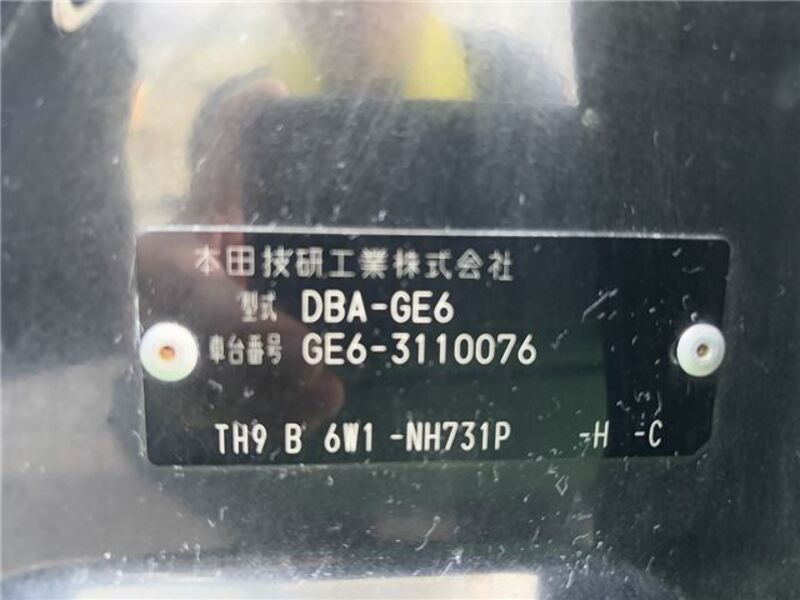 本田技研工業株式会社
型式 DBA-GE6
車台番号 GE6-3110076
TH9 B 6W1 -NH731P -H -C